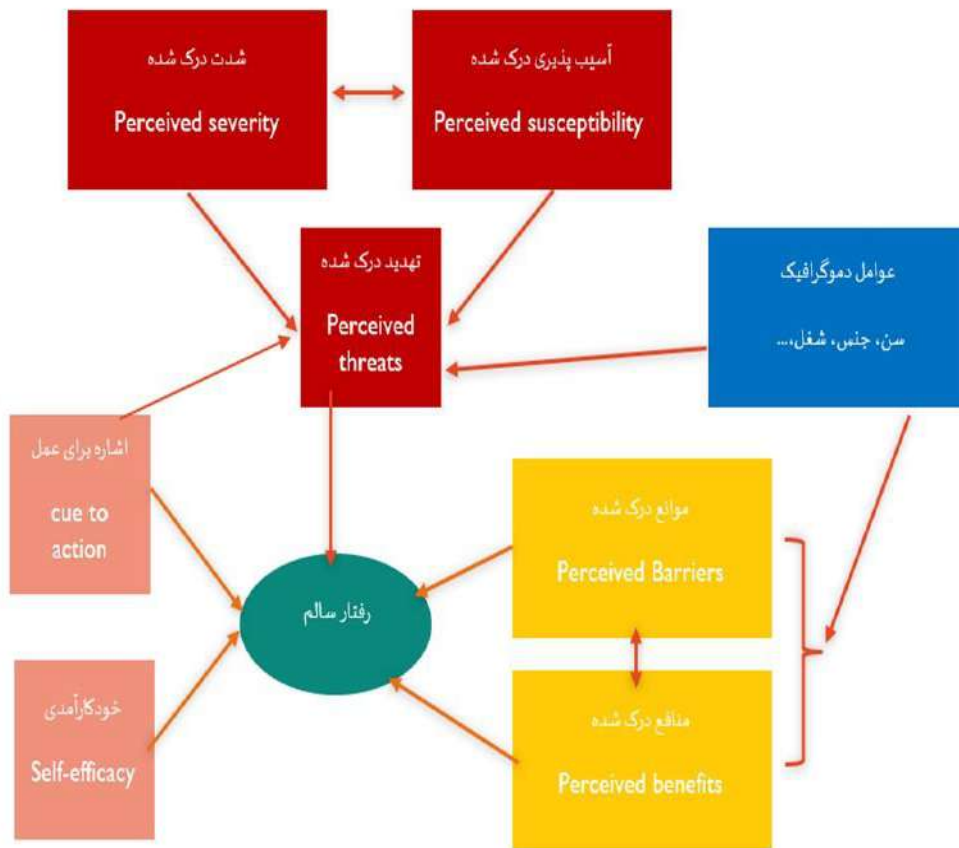 شدت درک شده
Perceived severity
آسیب پذیری درک شده
Perceived susceptibility
تهدید درک شده
Perceived
threats
عوامل دموگرافیک
سن، جنس، شغل،...
اشاره برای عمل
cue to
action
موانع درک شده
Perceived Barriers
رفتار سالم
خودکارآمدی
Self-efficacy
منافع درک شده
Perceived benefits